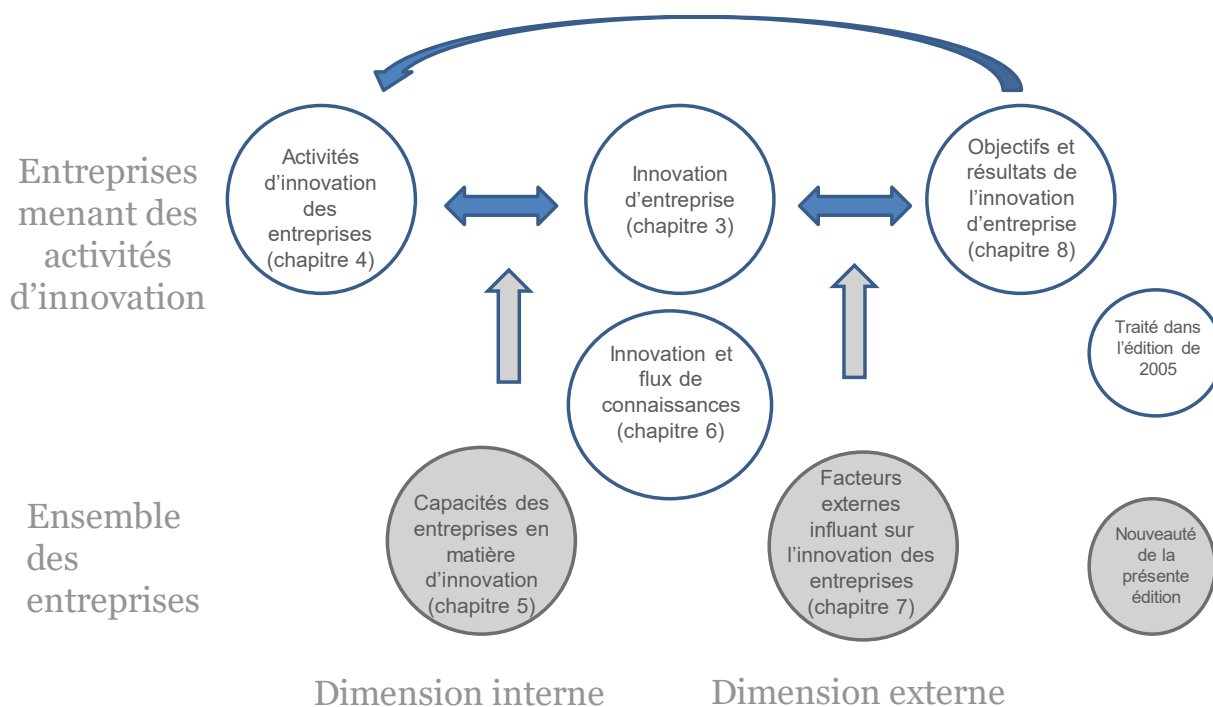 Entreprises
menant des
activités
d’innovation
Activités
d’innovation
des
entreprises
(chapitre 4)
Innovation
d’entreprise
(chapitre 3)
Objectifs et
résultats de
l’innovation
d’entreprise
(chapitre 8)
Traité dans
l’édition de
2005
Innovation et
flux de
connaissances
(chapitre 6)
Ensemble
des
entreprises
Capacités des
entreprises en
matière
d’innovation
(chapitre 5)
Facteurs
externes
influant sur
l’innovation des
entreprises
(chapitre 7)
Nouveauté
de la
présente
édition
Dimension interne
Dimension externe